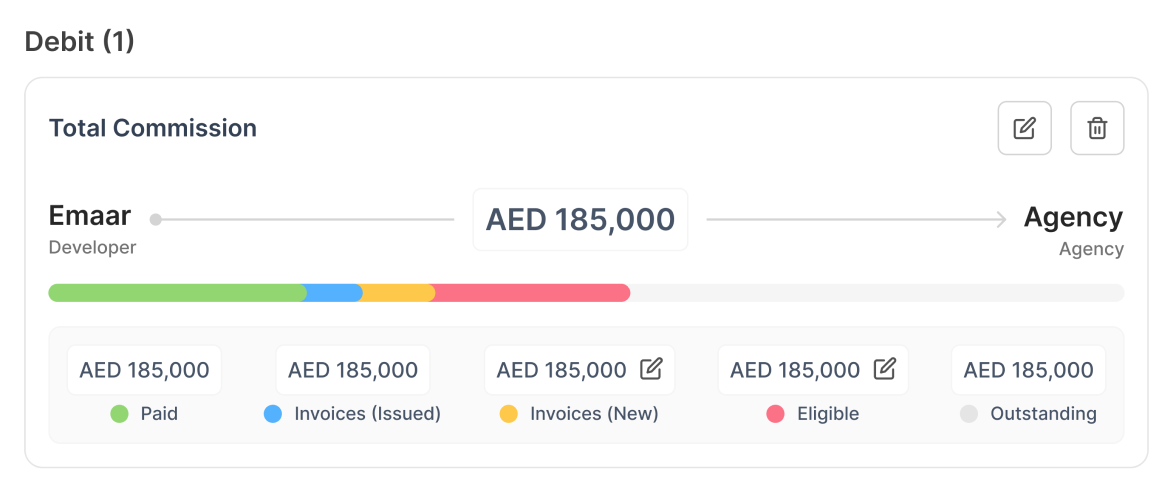 Debit (1)
Total Commission
Emaar
Developer
AED 185,000
Agency
Agency
AED 185,000
Paid
AED 185,000
Invoices (Issued)
AED 185,000
Invoices (New)
AED 185,000
Eligible
AED 185,000
Outstanding